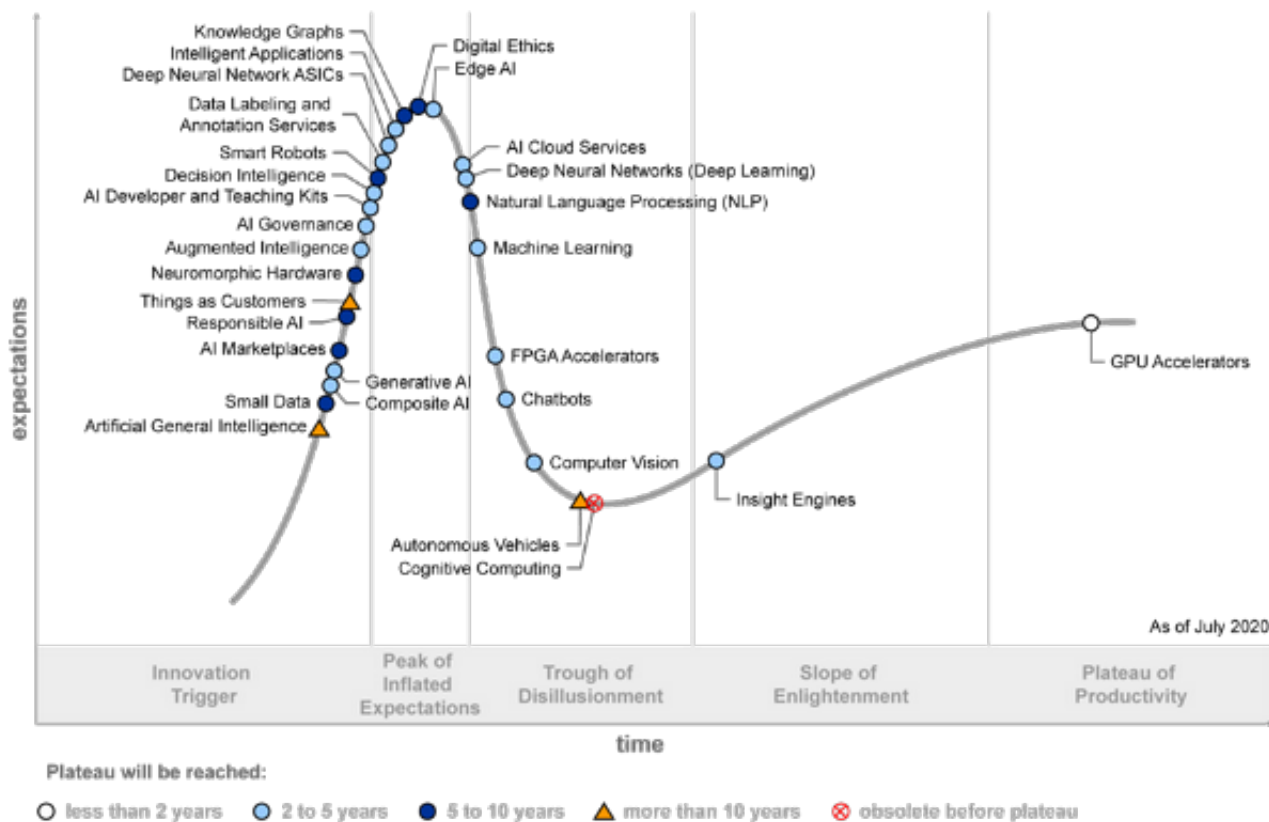 Knowledge Graphs
Intelligent Applications
Deep Neural Network ASICs
Data Labeling and
Annotation Services
Smart Robots
Decision Intelligence
AI Developer and Teaching Kits
AI Governance
Augmented Intelligence
Neuromorphic Hardware
Things as Customers
Responsible AI
AI Marketplaces
Generative AI
Small Data
Composite AI
Artificial General Intelligence
Digital Ethics
Edge AI
AI Cloud Services
Deep Neural Networks (Deep Learning)
Natural Language Processing (NLP)
Machine Learning
FPGA Accelerators
Chatbots
Computer Vision
Autonomous Vehicles
Cognitive Computing
Insight Engines
GPU Accelerators
expectations
As of July 2020
Innovation
Trigger
Peak of
Inflated
Expectations
Trough of
Disillusionment
Slope of
Enlightenment
Plateau of
Productivity
time
Plateau will be reached:
less than 2 years
2 to 5 years
5 to 10 years
more than 10 years
obsolete before plateau